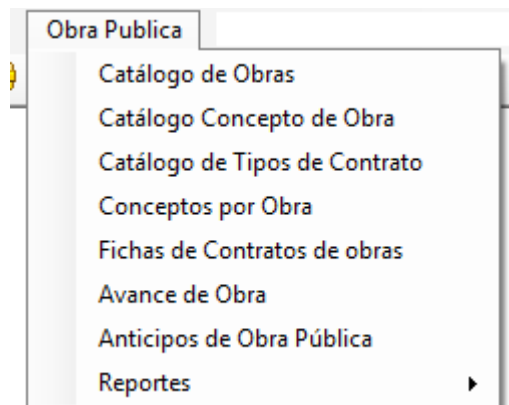 Obra Publica
Catálogo de Obras
Catálogo Concepto de Obra
Catálogo de Tipos de Contrato
Conceptos por Obra
Fichas de Contratos de obras
Avance de Obra
Anticipos de Obra Pública
Reportes